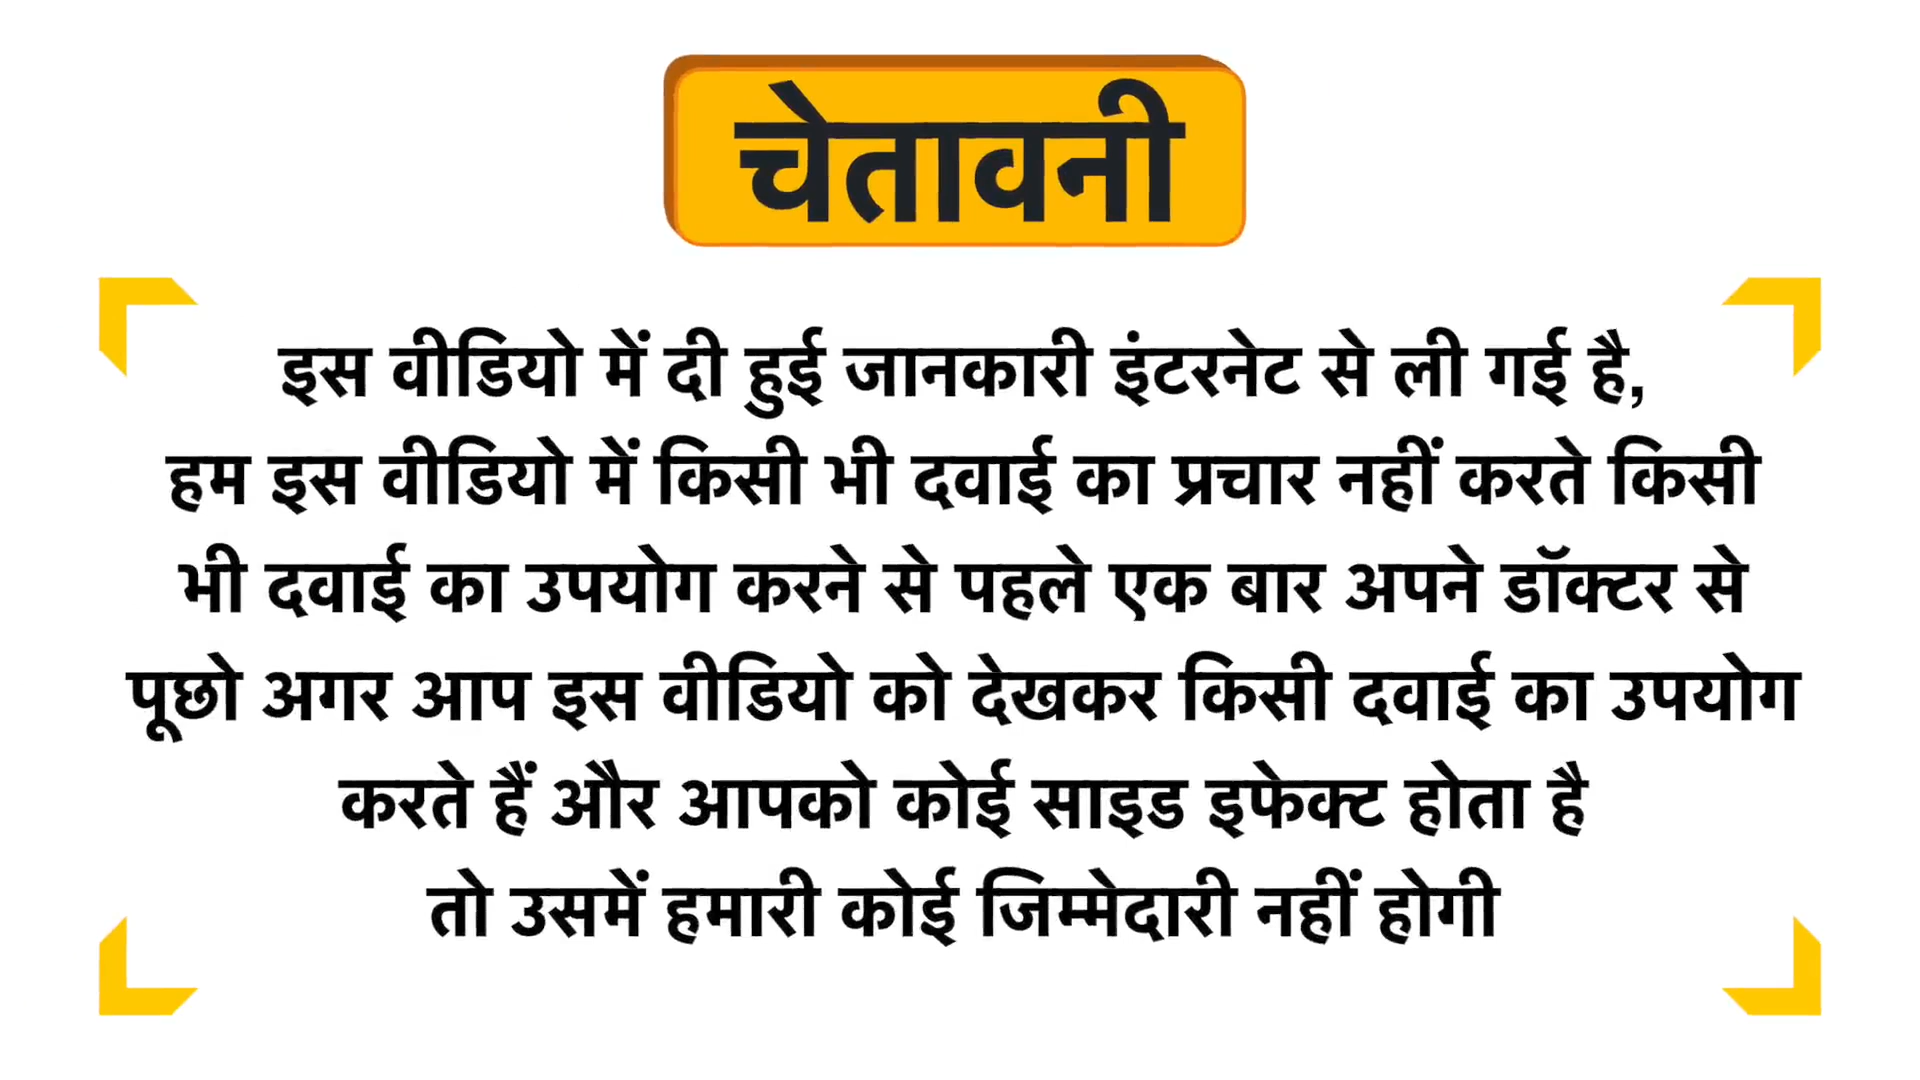 चेतावनी
इस वीडियो में दी हुई जानकारी इंटरनेट से ली गई है,
हम इस वीडियो में किसी भी दवाई का प्रचार नहीं करते किसी
भी दवाई का उपयोग करने से पहले एक बार अपने डॉक्टर से
पूछो अगर आप इस वीडियो को देखकर किसी दवाई का उपयोग
करते हैं और आपको कोई साइड इफेक्ट होता है
तो उसमें हमारी कोई जिम्मेदारी नहीं होगी